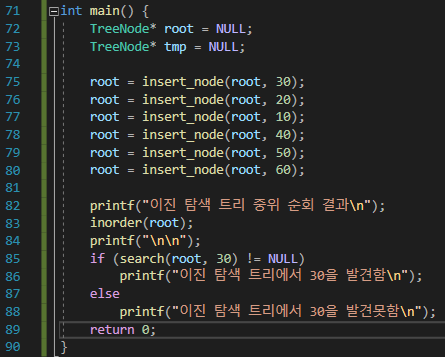 71 int main() {
72 TreeNode* root = NULL;
73 TreeNode* tmp = NULL;
74
75 root = insert_node(root, 30);
76 root = insert_node(root, 20);
77 root = insert_node(root, 10);
78 root = insert_node(root, 40);
79 root = insert_node(root, 50);
80 root = insert_node(root, 60);
81
82 printf("이진 탐색 트리 중위 순회 결과\n");
83 inorder(root);
84 printf("\n\n");
85 if (search(root, 30) != NULL)
86 printf("이진 탐색 트리에서 30을 발견함\n");
87 else
88 printf("이진 탐색 트리에서 30을 발견못함\n");
89 return 0;
90 }